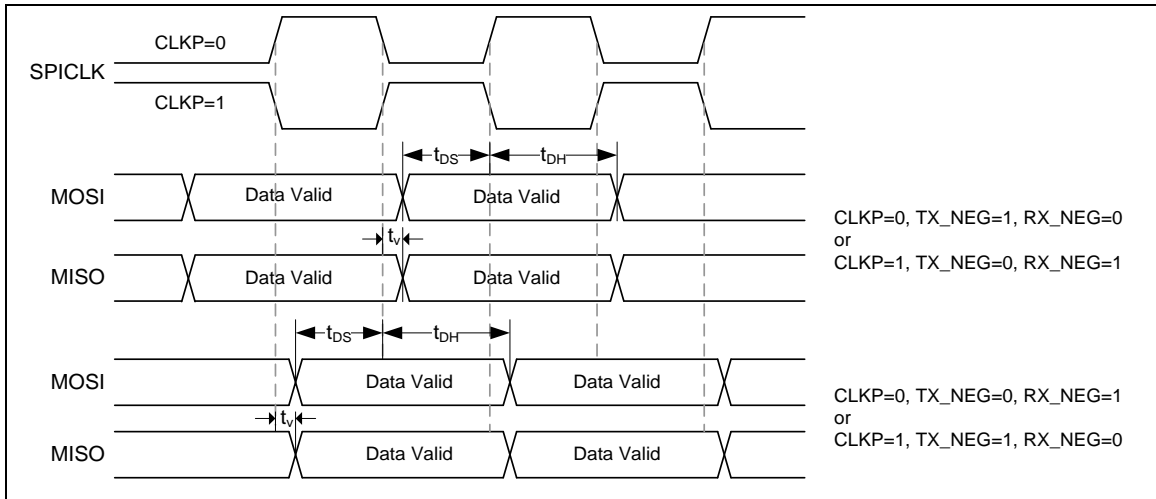 CLKP=0
SPICLK
CLKP=1
tDS tDH
MOSI Data Valid Data Valid
CLKP=0, TX_NEG=1, RX_NEG=0
or
CLKP=1, TX_NEG=0, RX_NEG=1
tv
MISO Data Valid Data Valid
tDS tDH
MOSI Data Valid Data Valid
CLKP=0, TX_NEG=0, RX_NEG=1
or
CLKP=1, TX_NEG=1, RX_NEG=0
tv
MISO Data Valid Data Valid